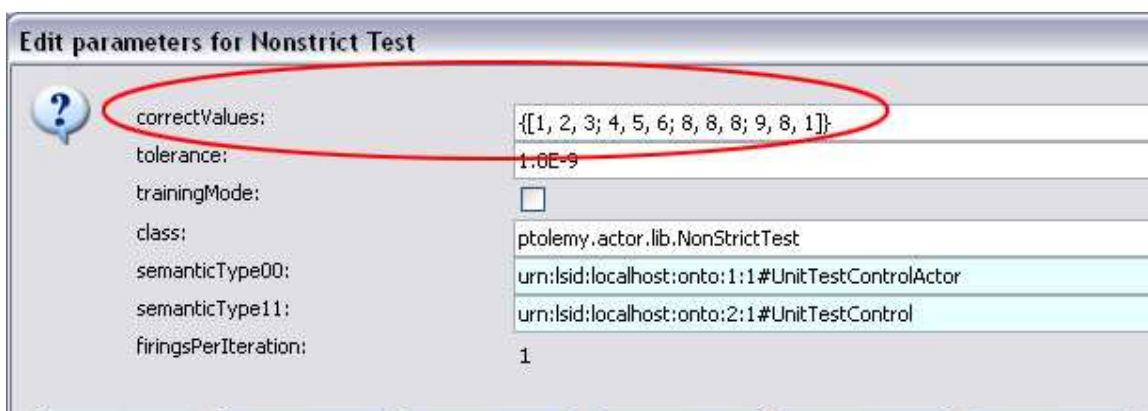 Edit parameters for Nonstrict Test
?
correctValues: {[1, 2, 3; 4, 5, 6; 8, 8, 8; 9, 8, 1]}
tolerance: 1.0E-9
trainingMode:
class: ptolemy.actor.lib.NonStrictTest
semanticType00: urn:lsid:localhost:onto:1:1#UnitTestControlActor
semanticType11: urn:lsid:localhost:onto:2:1#UnitTestControl
firingsPerIteration: 1